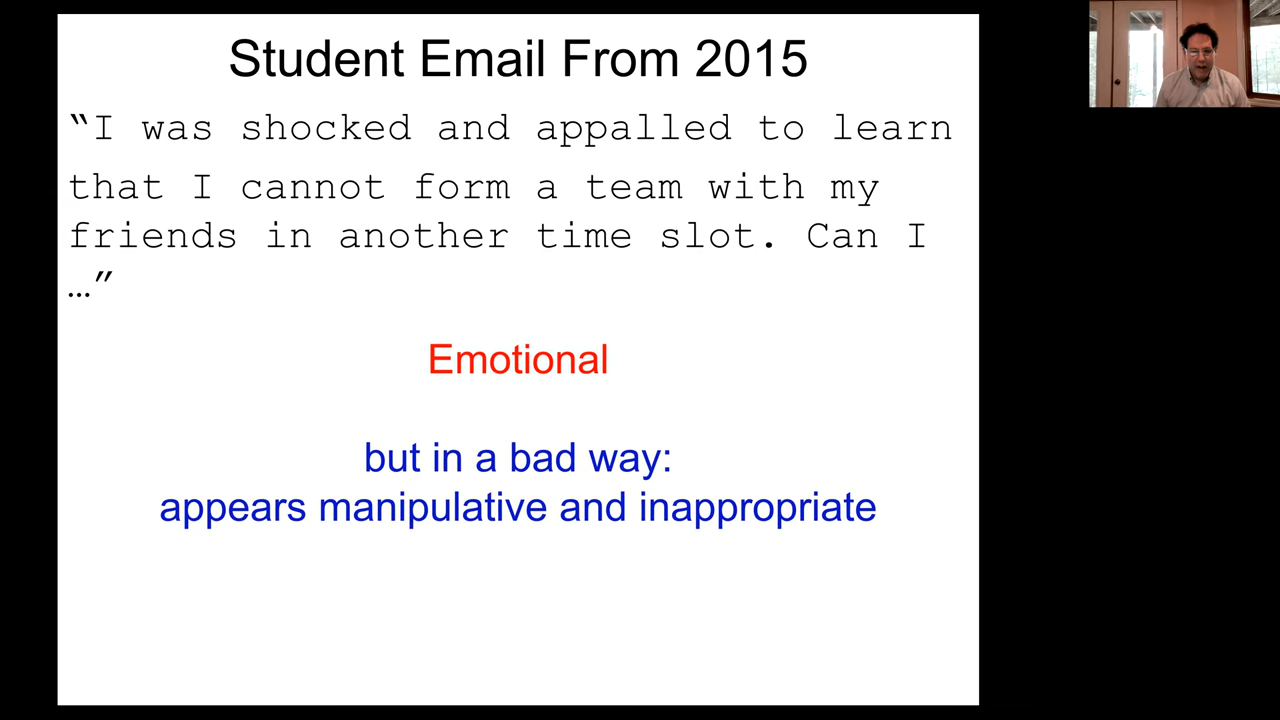 Student Email From 2015
“I was shocked and appalled to learn
that I cannot form a team with my
friends in another time slot. Can I
…”
Emotional
but in a bad way:
appears manipulative and inappropriate